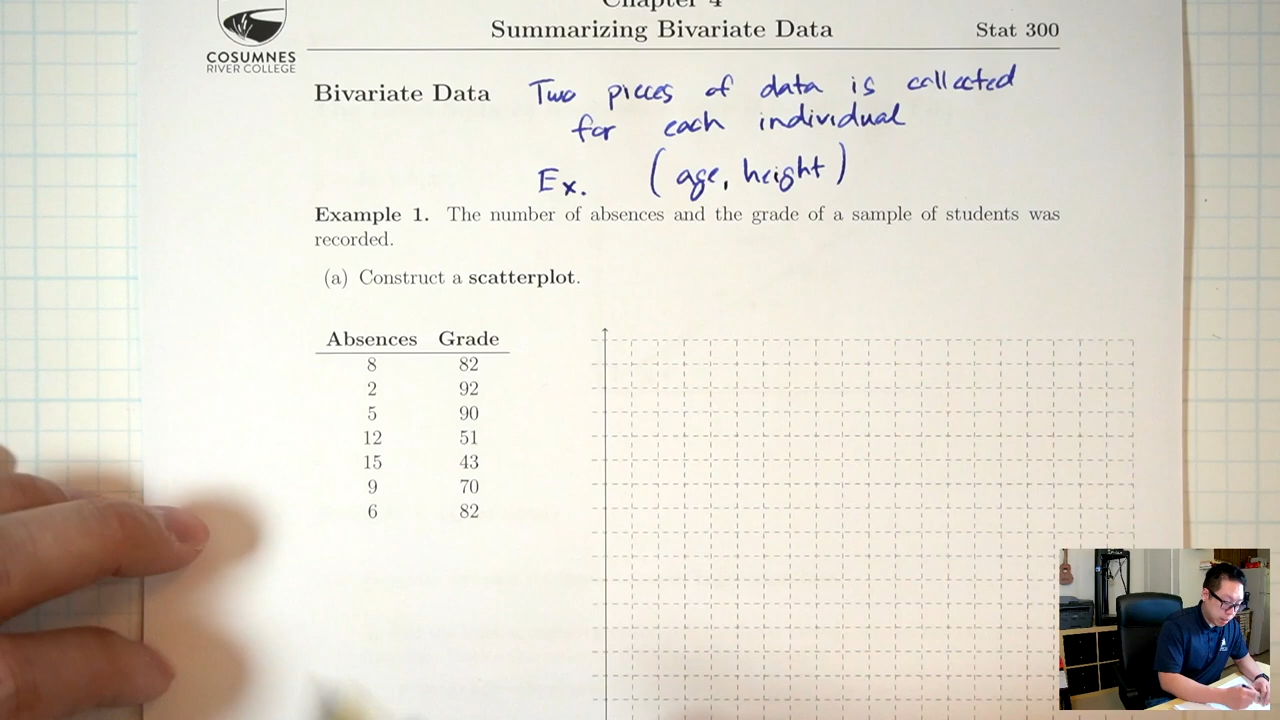 Chapter 4
Summarizing Bivariate Data
Stat 300
COSUMNES
RIVER COLLEGE
Bivariate Data Two pieces of data is collected
for each individual
Ex. (age, height)
Example 1. The number of absences and the grade of a sample of students was
recorded.
(a) Construct a scatterplot.
Absences Grade
8 82
2 92
5 90
12 51
15 43
9 70
6 82